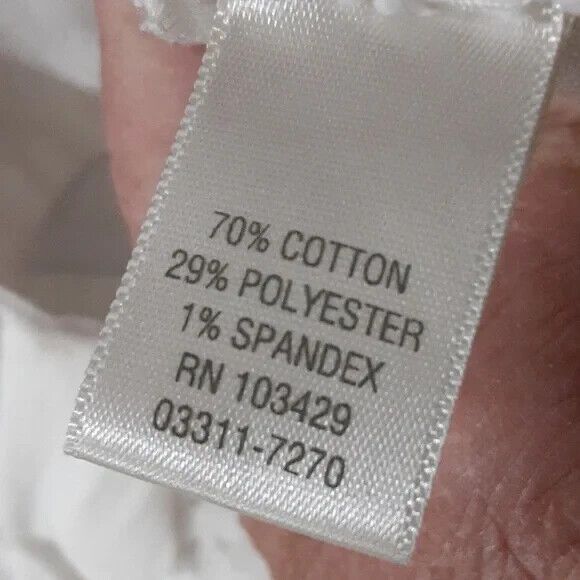 70% COTTON
29% POLYESTER
1% SPANDEX
RN 103429
03311-7270